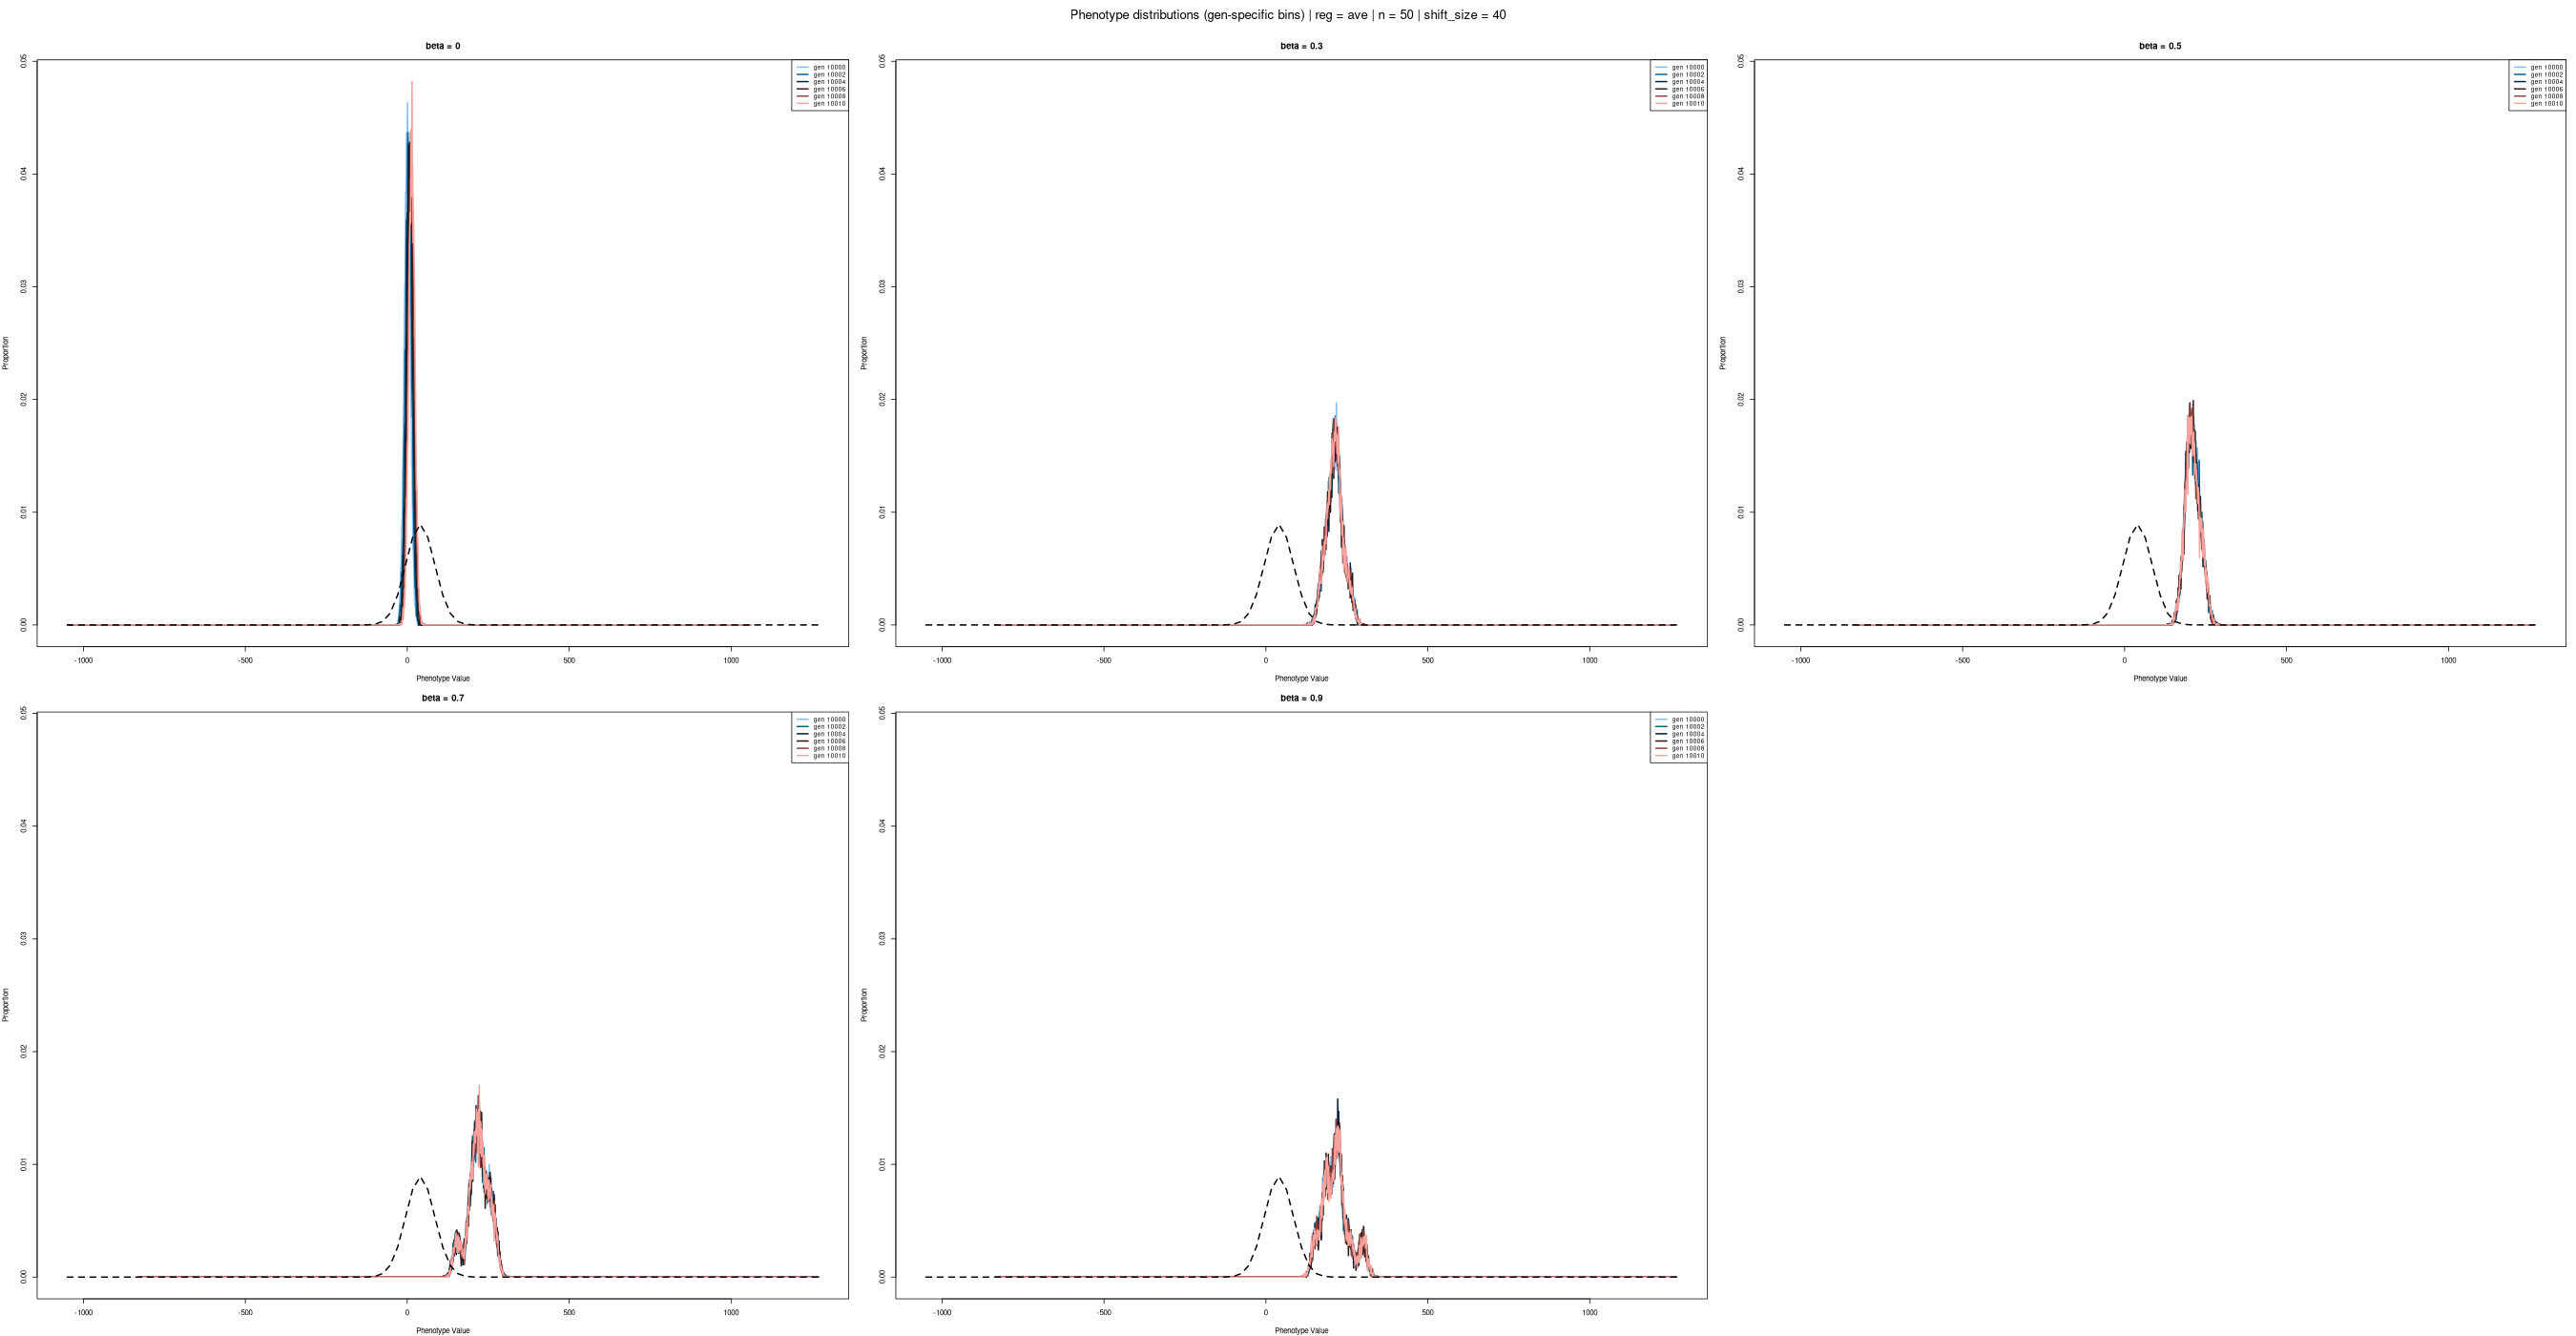 Phenotype distributions (gen-specific bins) | reg = ave | n = 50 | shift_size = 40
beta = 0
0.05
0.04
0.03
0.02
0.01
0.00
Proportion
gen 10000
gen 10002
gen 10004
gen 10006
gen 10008
gen 10010
-1000
-500
0
500
1000
Phenotype Value
beta = 0.3
0.05
0.04
0.03
0.02
0.01
0.00
Proportion
gen 10000
gen 10002
gen 10004
gen 10006
gen 10008
gen 10010
-1000
-500
0
500
1000
Phenotype Value
beta = 0.5
0.05
0.04
0.03
0.02
0.01
0.00
Proportion
gen 10000
gen 10002
gen 10004
gen 10006
gen 10008
gen 10010
-1000
-500
0
500
1000
Phenotype Value
beta = 0.7
0.05
0.04
0.03
0.02
0.01
0.00
Proportion
gen 10000
gen 10002
gen 10004
gen 10006
gen 10008
gen 10010
-1000
-500
0
500
1000
Phenotype Value
beta = 0.9
0.05
0.04
0.03
0.02
0.01
0.00
Proportion
gen 10000
gen 10002
gen 10004
gen 10006
gen 10008
gen 10010
-1000
-500
0
500
1000
Phenotype Value